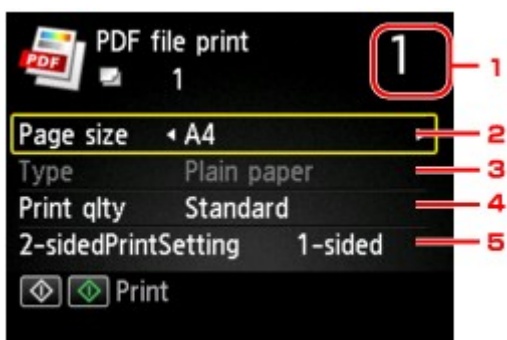 PDF file print
PDF
1
1
1
Page size A4
2
Type Plain paper
3
Print qlty Standard
4
2-sidedPrintSetting 1-sided
5
Print